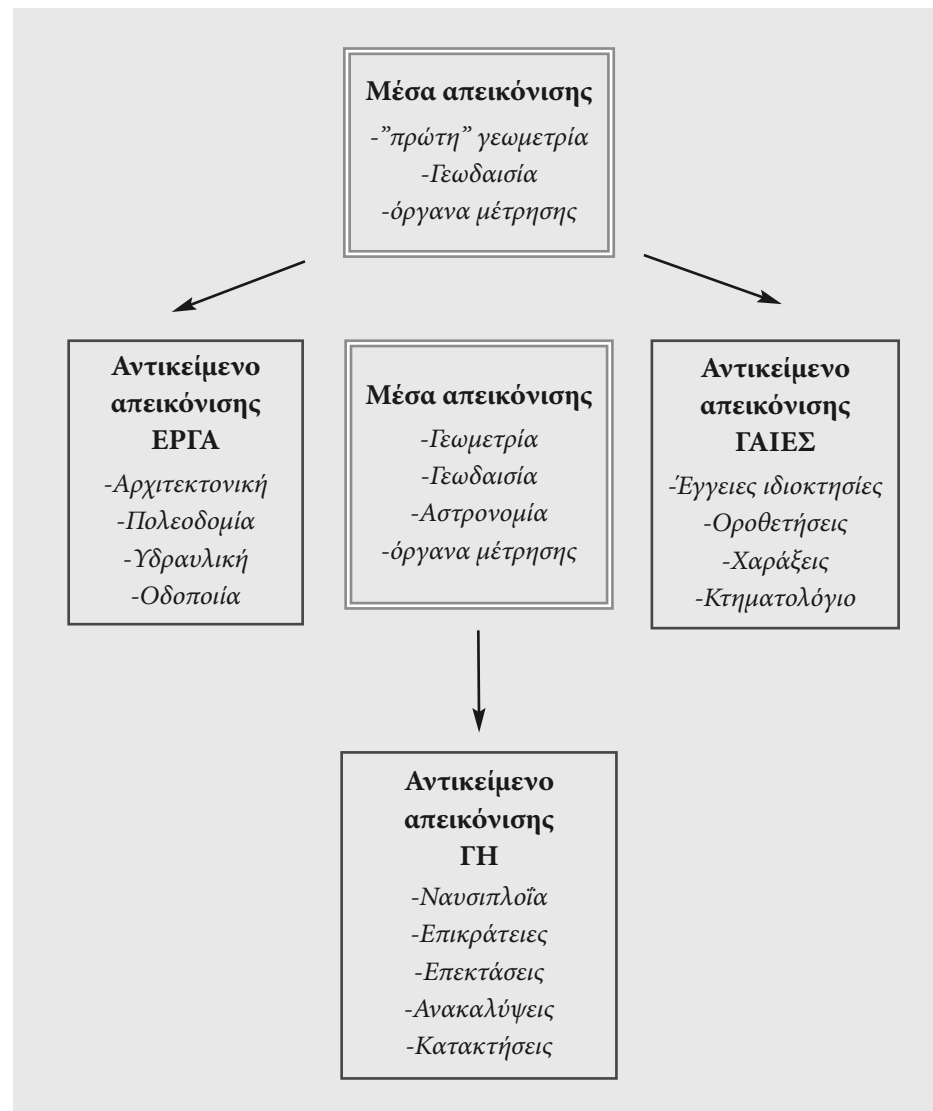 Μέσα απεικόνισης
-”πρώτη” γεωμετρία
-Γεωδαισία
-όργανα μέτρησης
Αντικείμενο
απεικόνισης
ΕΡΓΑ
-Αρχιτεκτονική
-Πολεοδομία
-Υδραυλική
-Οδοποιία
Μέσα απεικόνισης
-Γεωμετρία
-Γεωδαισία
-Αστρονομία
-όργανα μέτρησης
Αντικείμενο
απεικόνισης
ΓΑΙΕΣ
-Έγγειες ιδιοκτησίες
-Οροθετήσεις
-Χαράξεις
-Κτηματολόγιο
Αντικείμενο
απεικόνισης
ΓΗ
-Ναυσιπλοΐα
-Επικράτειες
-Επεκτάσεις
-Ανακαλύψεις
-Κατακτήσεις